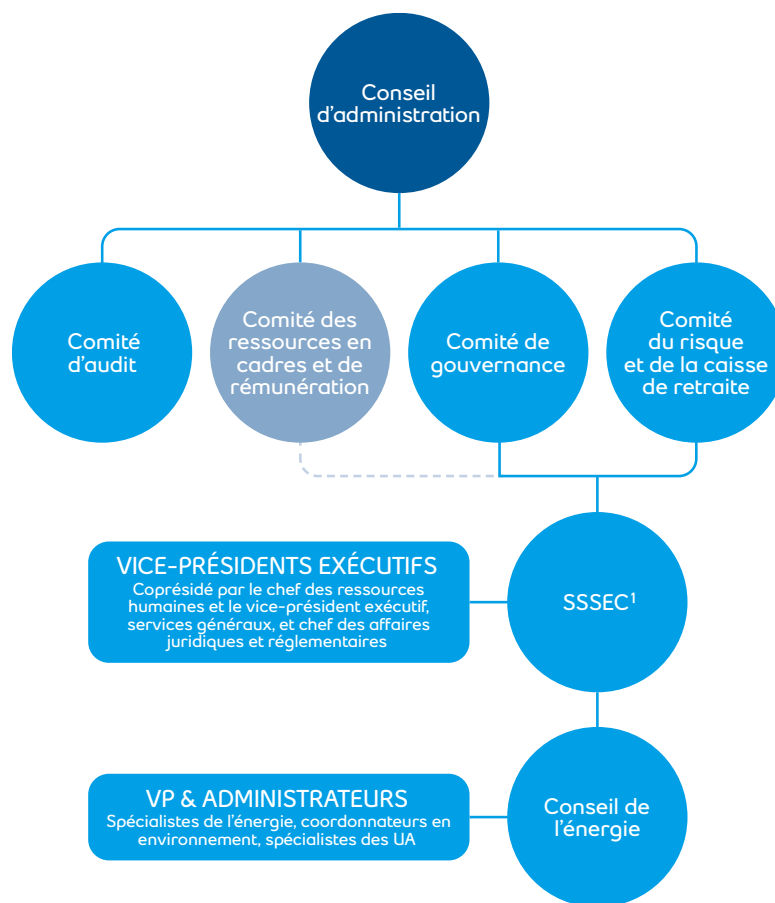 Conseil
d'administration
Comité
d'audit
Comité des
ressources en
cadres et de
rémunération
Comité de
gouvernance
Comité
du risque
et de la caisse
de retraite
VICE-PRÉSIDENTS EXÉCUTIFS
Coprésidé par le chef des ressources
humaines et le vice-président exécutif,
services généraux, et chef des affaires
juridiques et réglementaires
SSSEC¹
VP & ADMINISTRATEURS
Spécialistes de l'énergie, coordonnateurs en
environnement, spécialistes des UA
Conseil de
l'énergie